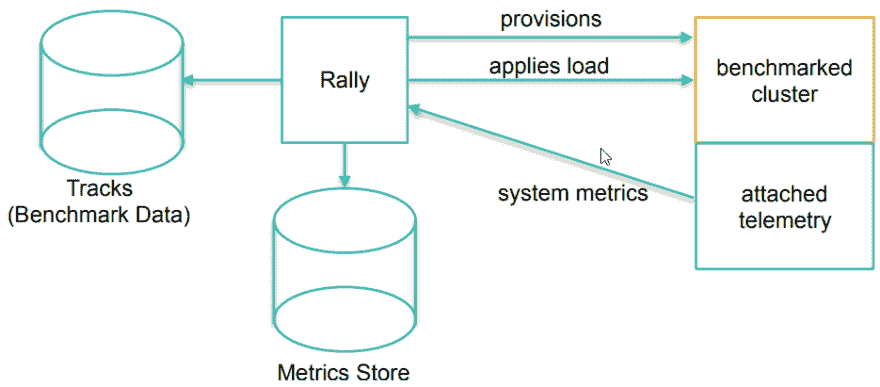 provisions
Rally
applies load
benchmarked
cluster
Tracks
(Benchmark Data)
system metrics
attached
telemetry
Metrics Store